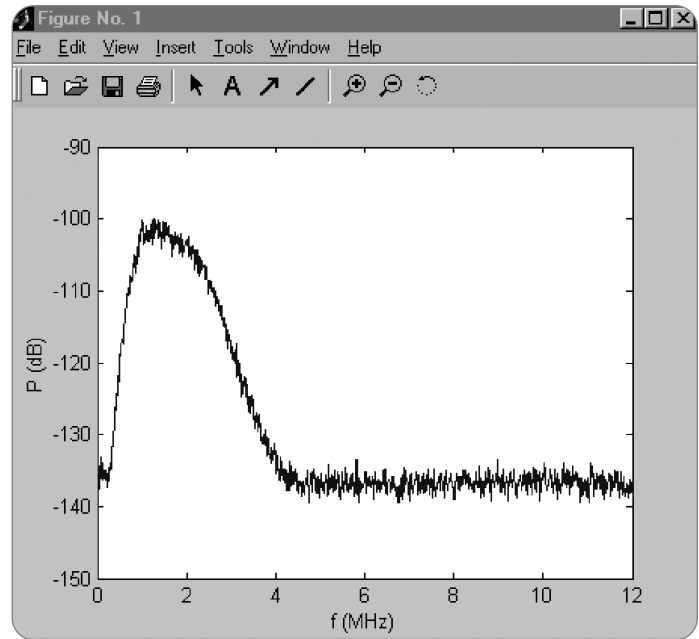 Figure No. 1
File Edit View Insert Tools Window Help
A
-90
-100
-110
-120
-130
-140
-150
P (dB)
0 2 4 6 8 10 12
f (MHz)